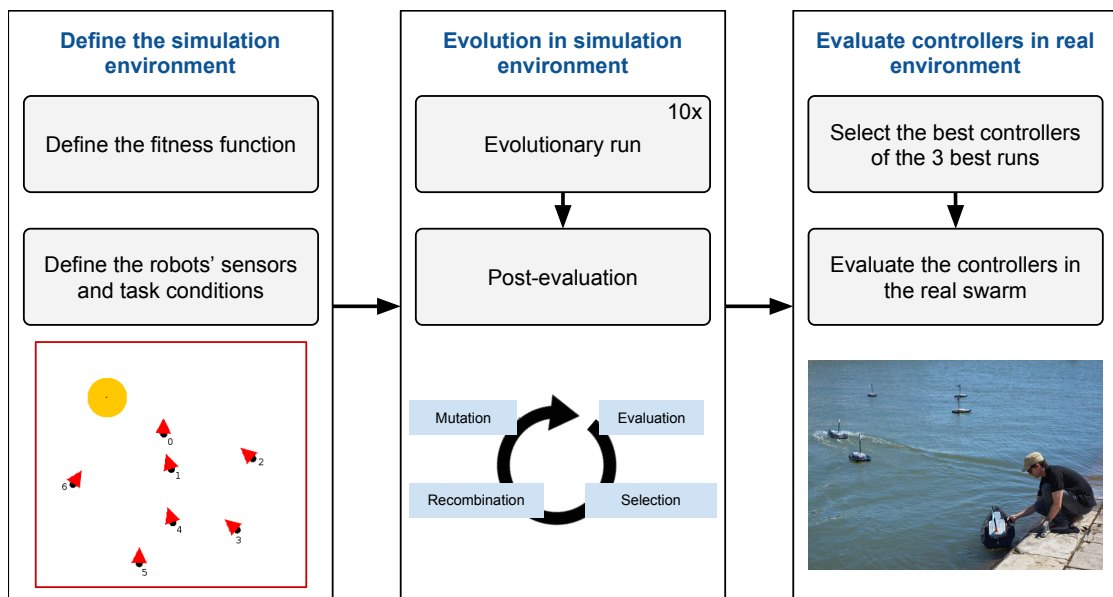 Define the simulation
environment
Define the fitness function
Define the robots’ sensors
and task conditions
0
1
2
6
4
3
5
Evolution in simulation
environment
10x
Evolutionary run
Post-evaluation
Mutation
Evaluation
Recombination
Selection
Evaluate controllers in real
environment
Select the best controllers
of the 3 best runs
Evaluate the controllers in
the real swarm